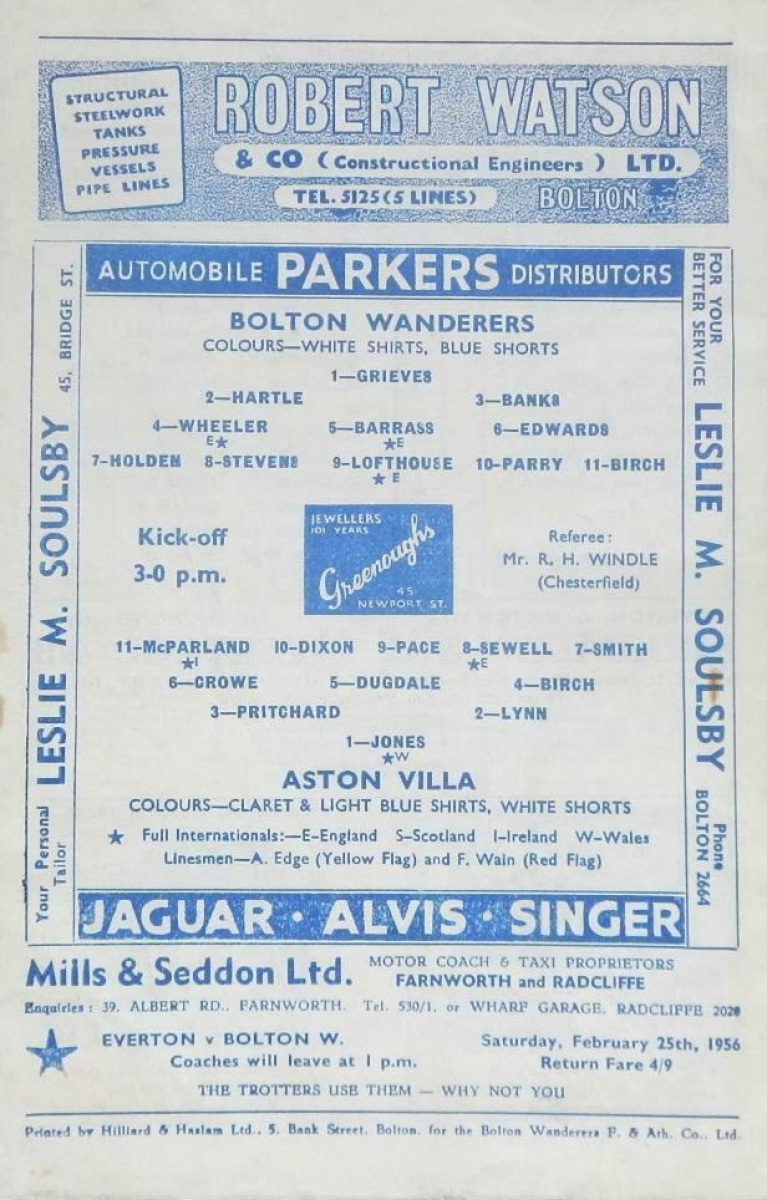 STRUCTURAL
STEELWORK
TANKS
PRESSURE
VESSELS
PIPE LINES
ROBERT WATSON
& CO (Constructional Engineers) LTD.
TEL. 5125 (5 LINES) BOLTON
AUTOMOBILE PARKERS DISTRIBUTORS
Your Personal
Tailor
LESLIE M. SOULSBY 45, BRIDGE ST.
BOLTON WANDERERS
COLOURS—WHITE SHIRTS, BLUE SHORTS
1—GRIEVES
2—HARTLE 3—BANKS
4—WHEELER 5—BARRASS 6—EDWARDS
E★ ★E
7-HOLDEN 8-STEVENS 9-LOFTHOUSE 10-PARRY 11-BIRCH
★ E
Kick-off
3-0 p.m.
JEWELLERS
101 YEARS
Greenoughs
45
NEWPORT ST.
Referee:
Mr. R. H. WINDLE
(Chesterfield)
11-McPARLAND 10-DIXON 9-PACE 8-SEWELL 7-SMITH
★I ★E
6—CROWE 5—DUGDALE 4—BIRCH
3—PRITCHARD 2—LYNN
1—JONES
★W
ASTON VILLA
COLOURS—CLARET & LIGHT BLUE SHIRTS, WHITE SHORTS
★ Full Internationals:—E-England S-Scotland I-Ireland W-Wales
Linesmen—A. Edge (Yellow Flag) and F. Wain (Red Flag)
FOR YOUR
BETTER SERVICE
LESLIE M. SOULSBY
Phone
BOLTON 2664
JAGUAR · ALVIS · SINGER
Mills & Seddon Ltd.
MOTOR COACH & TAXI PROPRIETORS
FARNWORTH and RADCLIFFE
Enquiries: 39, ALBERT RD., FARNWORTH. Tel. 530/1, or WHARF GARAGE, RADCLIFFE 2028
EVERTON v BOLTON W. Saturday, February 25th, 1956
Coaches will leave at 1 p.m. Return Fare 4/9
THE TROTTERS USE THEM — WHY NOT YOU
Printed by Hilliard & Haslam Ltd., 5, Bank Street, Bolton, for the Bolton Wanderers F. & Ath. Co., Ltd.